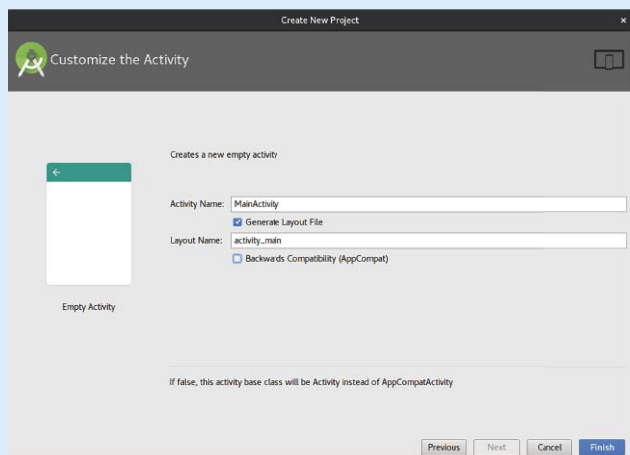 Create New Project
Customize the Activity
Creates a new empty activity
Activity Name: MainActivity
Generate Layout File
Layout Name: activity_main
Backwards Compatibility (AppCompat)
Empty Activity
If false, this activity base class will be Activity instead of AppCompatActivity
Previous Next Cancel Finish